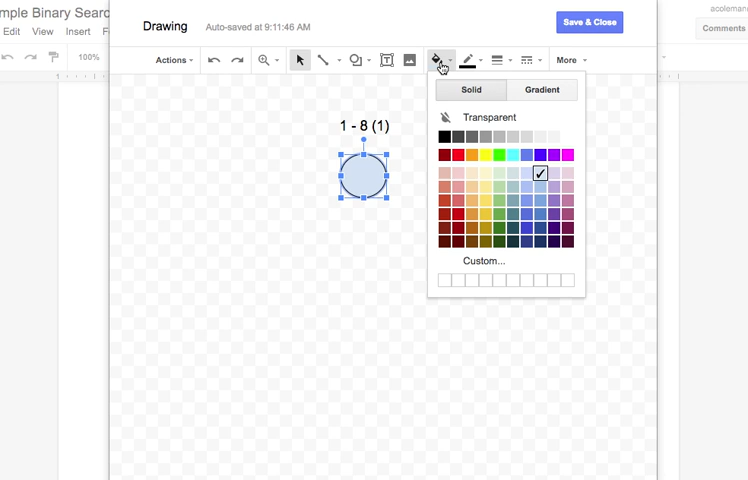 mple Binary Searc
acoleman
Edit View Insert F
Comments
100%
Drawing
Auto-saved at 9:11:46 AM
Save & Close
Actions
More
Solid
Gradient
Transparent
Custom...
1 - 8 (1)